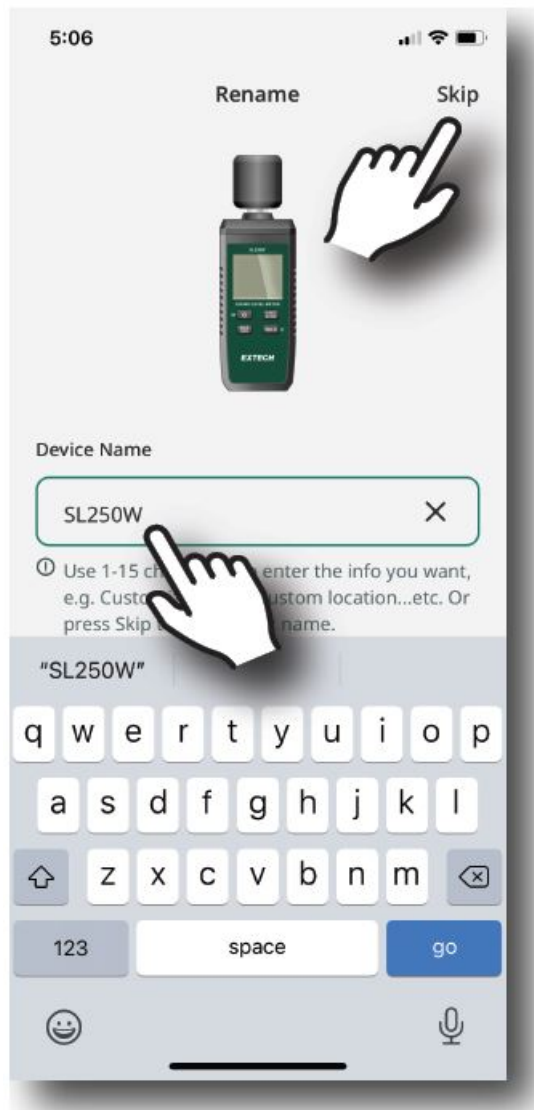 5:06
Rename
Skip
SL250W
EXTECH
Device Name
SL250W
Use 1-15 ch enter the info you want,
e.g. Custo ustom location...etc. Or
press Skip name.
"SL250W"
q w e r t y u i o p
a s d f g h j k l
z x c v b n m
123 space go